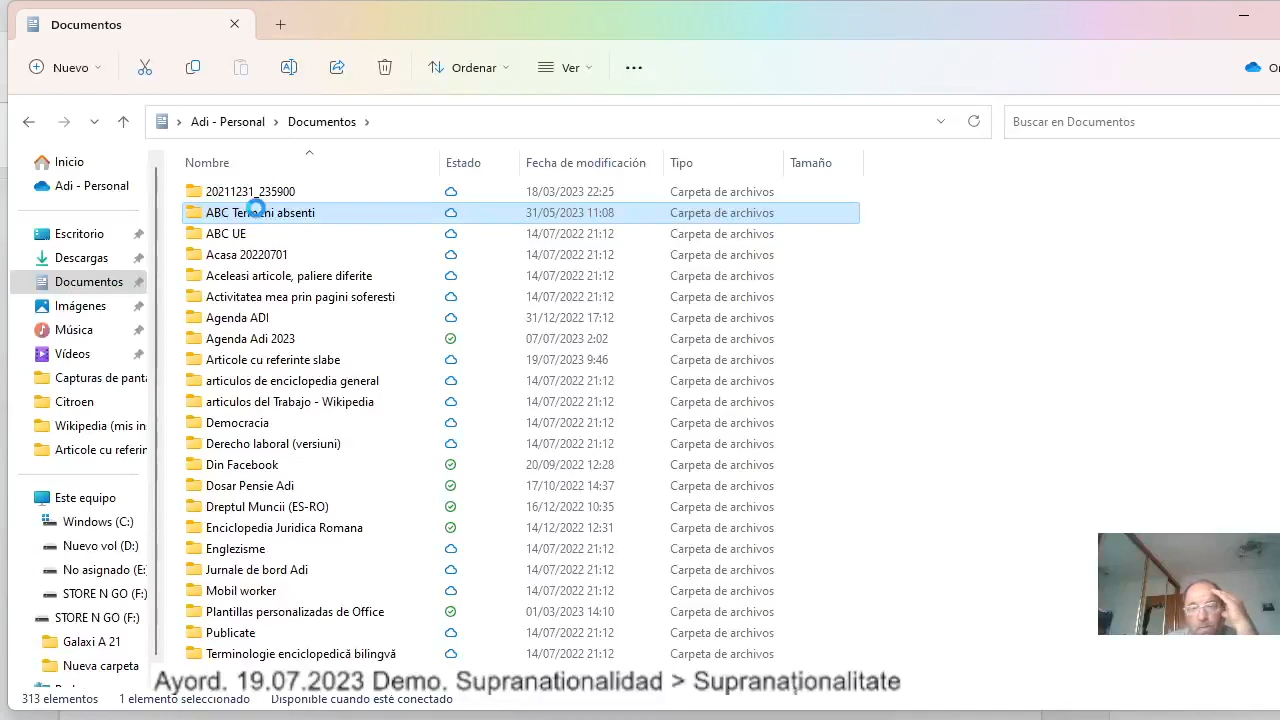 Documentos
Nuevo
Ordenar
Ver
Adi - Personal > Documentos >
Buscar en Documentos
Nombre Estado Fecha de modificación Tipo Tamaño
Inicio
Adi - Personal
Escritorio
Descargas
Documentos
Imágenes
Música
Vídeos
Capturas de panta
Citroen
Wikipedia (mis in
Articole cu referin
Este equipo
Windows (C:)
Nuevo vol (D:)
No asignado (E:
STORE N GO (F:)
STORE N GO (F:)
Galaxi A 21
Nueva carpeta
20211231_235900 18/03/2023 22:25 Carpeta de archivos
ABC Termeni absenti 31/05/2023 11:08 Carpeta de archivos
ABC UE 14/07/2022 21:12 Carpeta de archivos
Acasa 20220701 14/07/2022 21:12 Carpeta de archivos
Aceleasi articole, paliere diferite 14/07/2022 21:12 Carpeta de archivos
Activitatea mea prin pagini soferesti 14/07/2022 21:12 Carpeta de archivos
Agenda ADI 31/12/2022 17:12 Carpeta de archivos
Agenda Adi 2023 07/07/2023 2:02 Carpeta de archivos
Articole cu referinte slabe 19/07/2023 9:46 Carpeta de archivos
articulos de enciclopedia general 14/07/2022 21:12 Carpeta de archivos
articulos del Trabajo - Wikipedia 14/07/2022 21:12 Carpeta de archivos
Democracia 14/07/2022 21:12 Carpeta de archivos
Derecho laboral (versiuni) 14/07/2022 21:12 Carpeta de archivos
Din Facebook 20/09/2022 12:28 Carpeta de archivos
Dosar Pensie Adi 17/10/2022 14:37 Carpeta de archivos
Dreptul Muncii (ES-RO) 16/12/2022 10:35 Carpeta de archivos
Enciclopedia Juridica Romana 14/12/2022 12:31 Carpeta de archivos
Englezisme 14/07/2022 21:12 Carpeta de archivos
Jurnale de bord Adi 14/07/2022 21:12 Carpeta de archivos
Mobil worker 14/07/2022 21:12 Carpeta de archivos
Plantillas personalizadas de Office 01/03/2023 14:10 Carpeta de archivos
Publicate 14/07/2022 21:12 Carpeta de archivos
Terminologie enciclopedică bilingvă 14/07/2022 21:12 Carpeta de archivos
Ayord. 19.07.2023 Demo. Supranationalidad > Supranaționalitate
313 elementos 1 elemento seleccionado Disponible cuando esté conectado